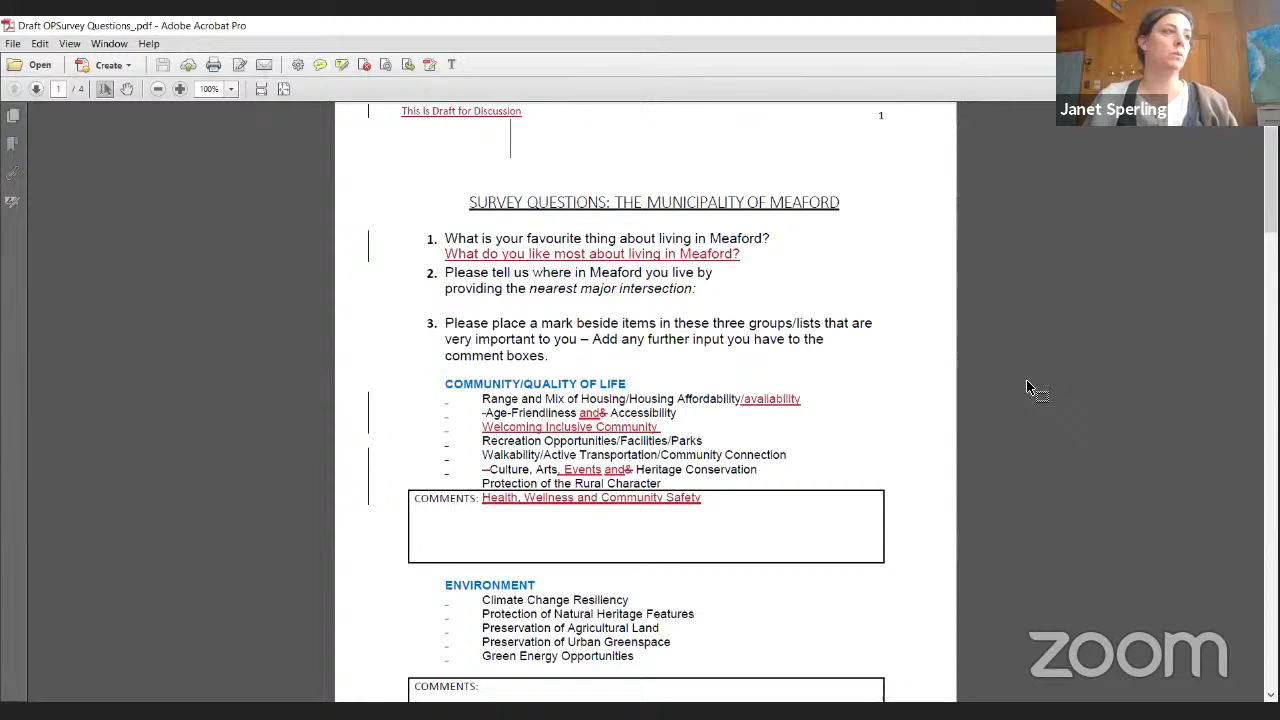 Draft OPSurvey Questions_.pdf - Adobe Acrobat Pro
File Edit View Window Help
Open Create
1 / 4 100%
Janet Sperling
This is Draft for Discussion
1
SURVEY QUESTIONS: THE MUNICIPALITY OF MEAFORD
1. What is your favourite thing about living in Meaford?
What do you like most about living in Meaford?
2. Please tell us where in Meaford you live by
providing the nearest major intersection:
3. Please place a mark beside items in these three groups/lists that are
very important to you – Add any further input you have to the
comment boxes.
COMMUNITY/QUALITY OF LIFE
Range and Mix of Housing/Housing Affordability/availability
-Age-Friendliness and& Accessibility
Welcoming Inclusive Community
Recreation Opportunities/Facilities/Parks
Walkability/Active Transportation/Community Connection
-Culture, Arts, Events and& Heritage Conservation
Protection of the Rural Character
COMMENTS: Health, Wellness and Community Safety
ENVIRONMENT
Climate Change Resiliency
Protection of Natural Heritage Features
Preservation of Agricultural Land
Preservation of Urban Greenspace
Green Energy Opportunities
COMMENTS:
zoom